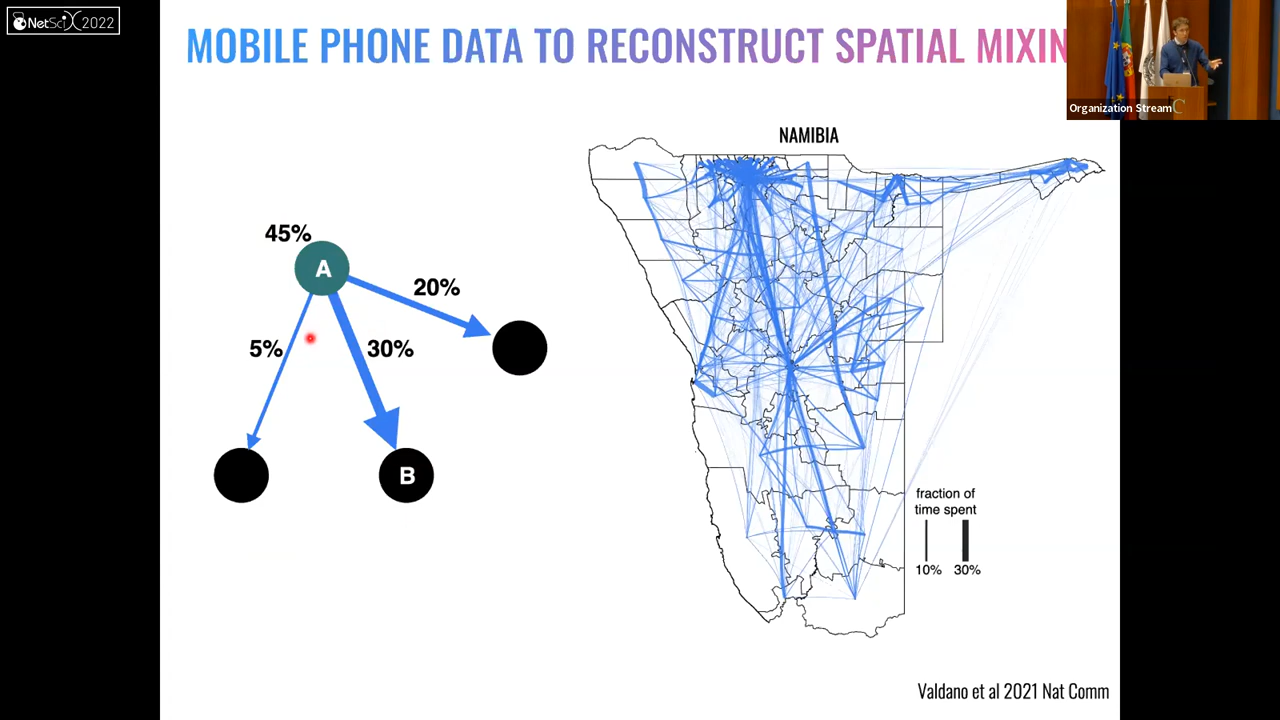 NetSciX 2022
MOBILE PHONE DATA TO RECONSTRUCT SPATIAL MIXIN
Organization Stream
NAMIBIA
45%
A
20%
5%
30%
B
fraction of
time spent
10% 30%
Valdano et al 2021 Nat Comm